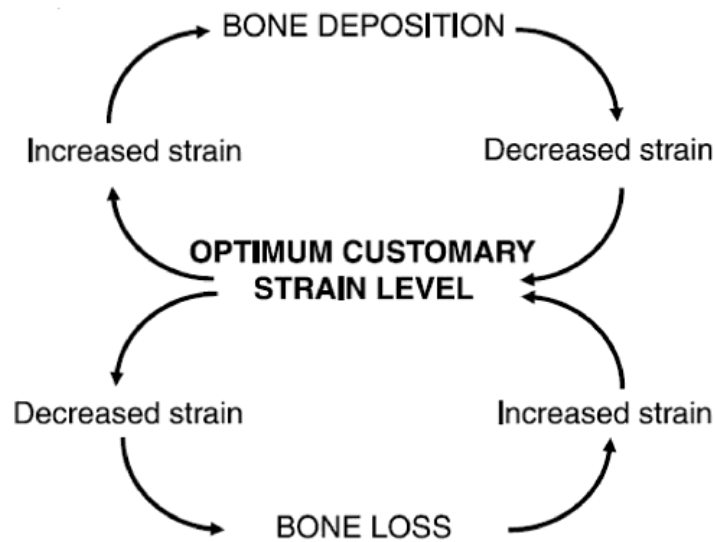 BONE DEPOSITION
Increased strain
Decreased strain
OPTIMUM CUSTOMARY
STRAIN LEVEL
Decreased strain
Increased strain
BONE LOSS